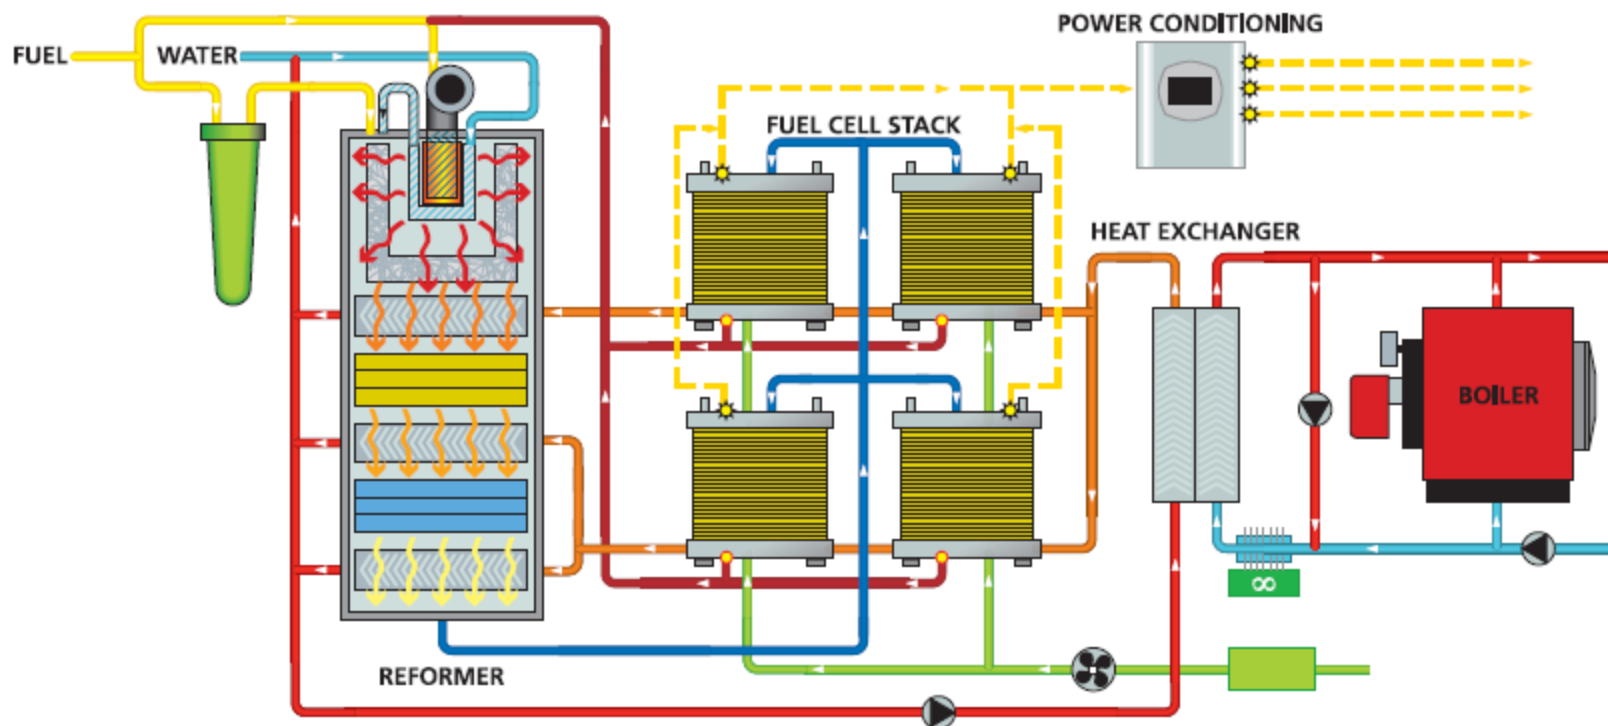 POWER CONDITIONING
FUEL
WATER
FUEL CELL STACK
HEAT EXCHANGER
BOILER
REFORMER